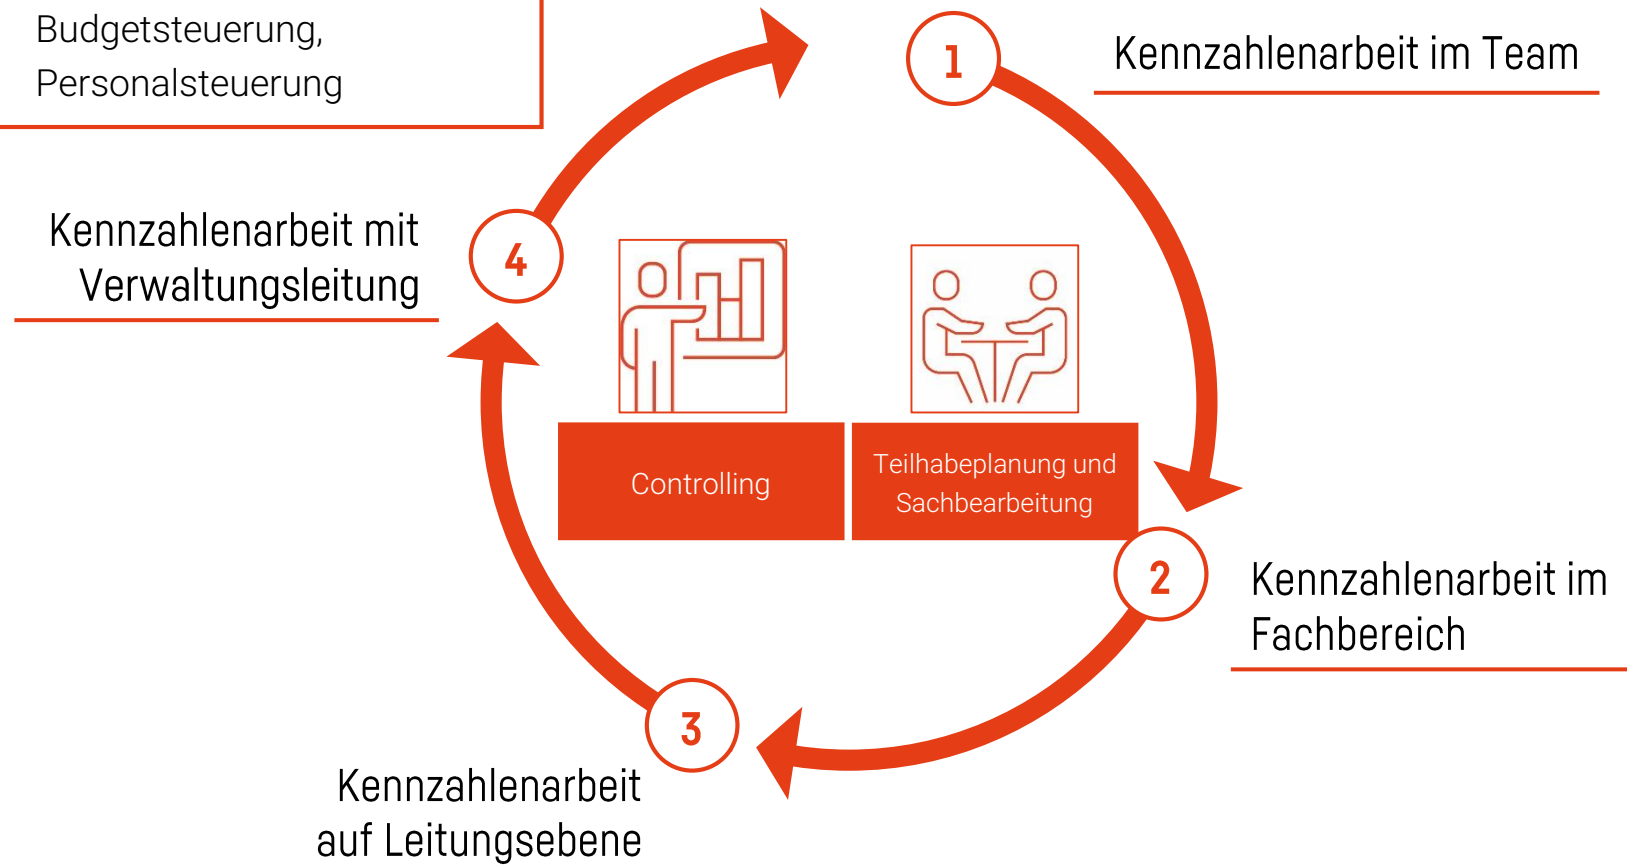 Budgetsteuerung,
Personalsteuerung
1
Kennzahlenarbeit im Team
Kennzahlenarbeit mit
Verwaltungsleitung
4
Controlling
Teilhabeplanung und
Sachbearbeitung
2
Kennzahlenarbeit im
Fachbereich
3
Kennzahlenarbeit
auf Leitungsebene